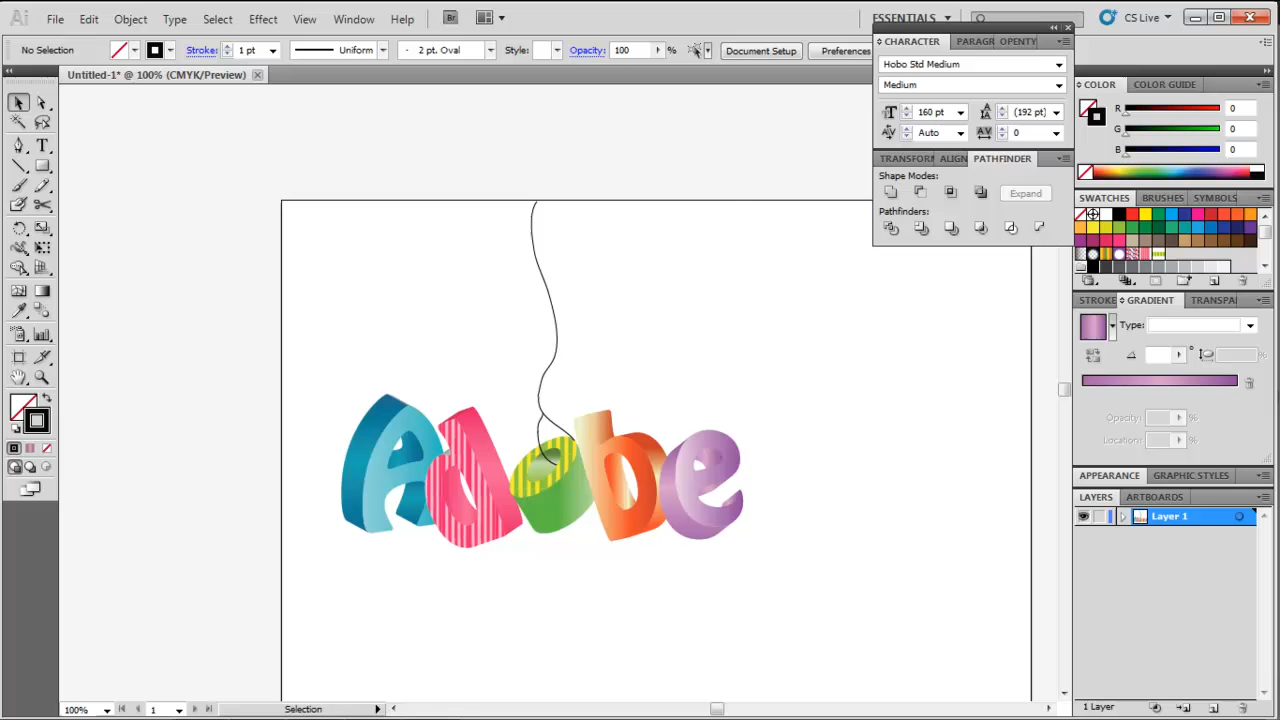 Ai File Edit Object Type Select Effect View Window Help Br ESSENTIALS CS Live
No Selection Stroke: 1 pt Uniform 2 pt. Oval Style: Opacity: 100 % Document Setup Preferences
Untitled-1* @ 100% (CMYK/Preview)
CHARACTER PARAGR OPENTY
Hobo Std Medium
Medium
160 pt (192 pt)
Auto 0
TRANSFORM ALIGN PATHFINDER
Shape Modes:
Expand
Pathfinders:
COLOR COLOR GUIDE
R 0
G 0
B 0
SWATCHES BRUSHES SYMBOLS
STROKE GRADIENT TRANSPA
Type:
°
%
Opacity: %
Location: %
APPEARANCE GRAPHIC STYLES
LAYERS ARTBOARDS
Layer 1
1 Layer
Adobe
100% 1 Selection